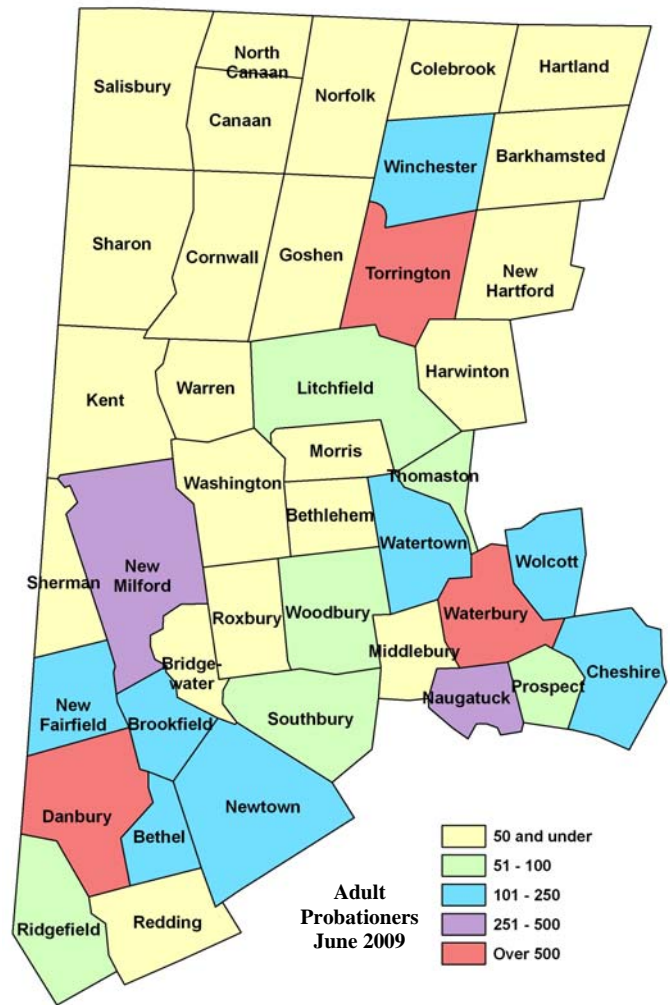 North
Canaan
Colebrook
Hartland
Salisbury
Norfolk
Canaan
Winchester
Barkhamsted
Sharon
Cornwall
Goshen
Torrington
New
Hartford
Kent
Warren
Litchfield
Harwinton
Morris
Washington
Thomaston
Bethlehem
Watertown
New
Milford
Wolcott
Sherman
Roxbury
Woodbury
Waterbury
Middlebury
Bridge-
water
Cheshire
New
Fairfield
Brookfield
Naugatuck
Prospect
Southbury
Danbury
Bethel
Newtown
Ridgefield
Redding
Adult
Probationers
June 2009
50 and under
51 - 100
101 - 250
251 - 500
Over 500